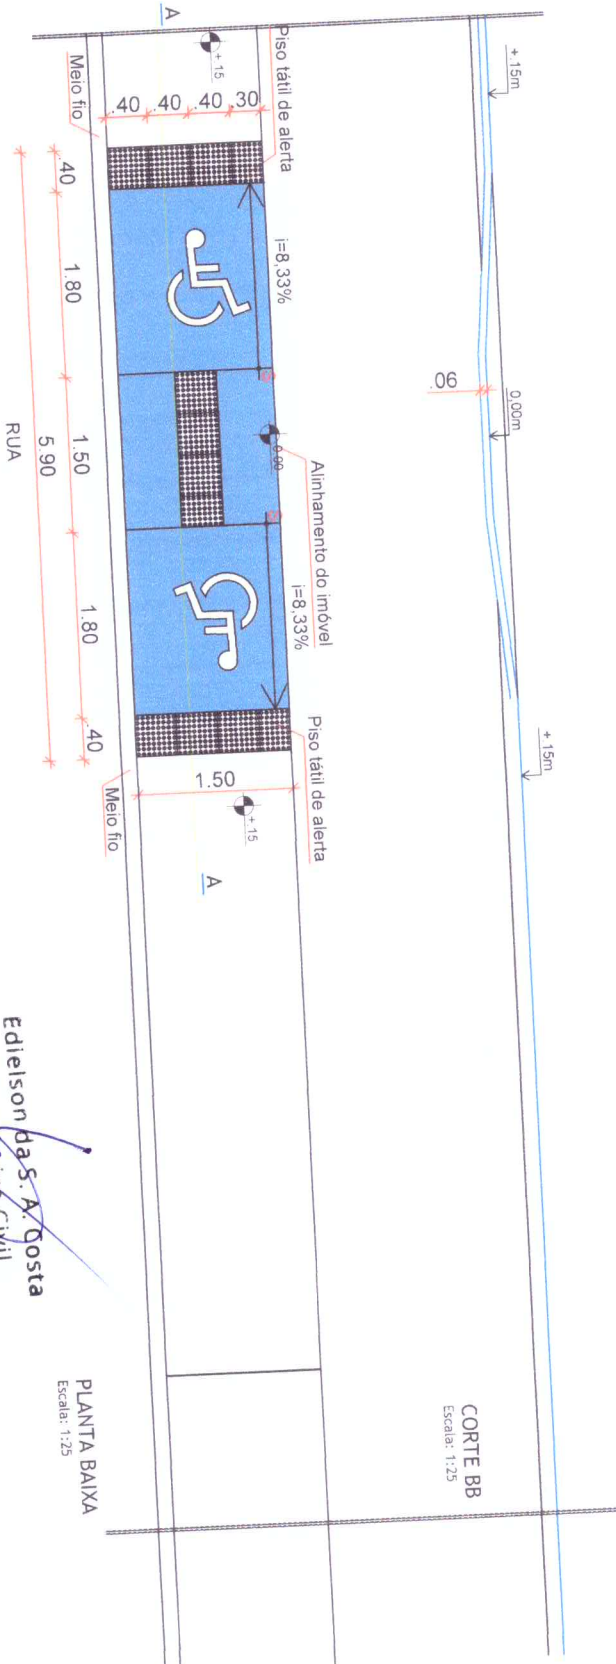 +.15m
0,00m
+.15m
.06
CORTE BB
Escala: 1:25
A
+.15
Piso tátil de alerta
.40 .40 .40 .30
Meio fio
i=8,33%
Alinhamento do imóvel
0.00
i=8,33%
Piso tátil de alerta
1.50
+.15
A
Meio fio
.40 1.80 1.50 1.80 .40
5.90
RUA
PLANTA BAIXA
Escala: 1:25
Edielson da S. A. Costa
Civil